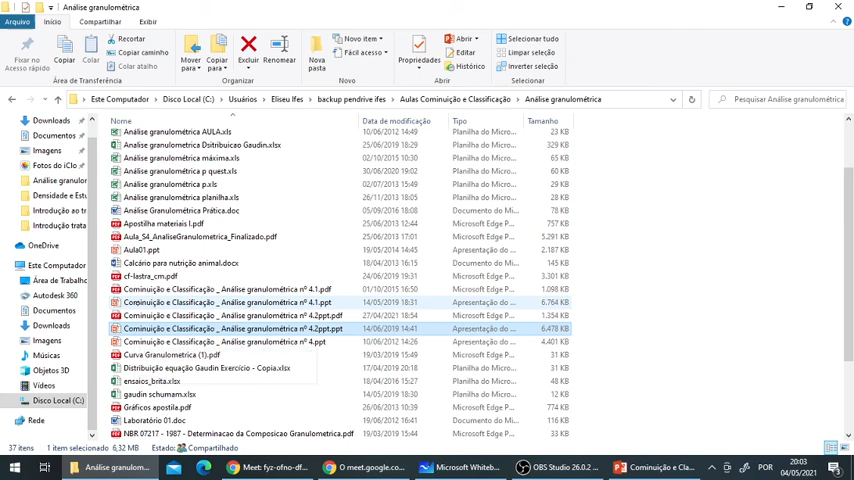 Análise granulométrica
Arquivo Início Compartilhar Exibir
Fixar no Acesso rápido
Copiar
Colar
Recortar
Copiar caminho
Colar atalho
Mover para
Copiar para
Excluir
Renomear
Nova pasta
Novo item
Fácil acesso
Propriedades
Abrir
Editar
Histórico
Selecionar tudo
Limpar seleção
Inverter seleção
Área de Transferência Organizar Novo Abrir Selecionar
Este Computador > Disco Local (C:) > Usuários > Eliseu Ifes > backup pendrive ifes > Aulas Cominuição e Classificação > Análise granulométrica
Pesquisar Análise granulométrica
Downloads
Documentos
Imagens
Fotos do iClo
Análise granulor
Densidade e Estu
Introdução ao tr
Introdução trata
OneDrive
Este Computador
Área de Trabalho
Autodesk 360
Documentos
Downloads
Imagens
Músicas
Objetos 3D
Vídeos
Disco Local (C:)
Rede
Nome Data de modificação Tipo Tamanho
Análise granulométrica AULA.xls 10/06/2012 14:49 Planilha do Micro... 65 KB
Análise granulometrica Dsitribuicao Gaudin.xlsx 25/06/2019 18:29 Planilha do Micro... 329 KB
Análise granulométrica máxima.xls 02/10/2015 10:30 Planilha do Micro... 56 KB
Análise granulométrica p quest.xls 30/06/2020 19:02 Planilha do Micro... 60 KB
Análise granulométrica p.xls 02/07/2013 15:49 Planilha do Micro... 29 KB
Análise granulométrica planilha.xls 26/11/2013 18:05 Planilha do Micro... 28 KB
Análise Granulométrica Prática.doc 05/09/2016 18:08 Documento do Mi... 78 KB
Apostilha materiais I.pdf 25/06/2013 12:44 Microsoft Edge P... 757 KB
Aula_S4_AnaliseGranulometrica_Finalizado.pdf 25/06/2013 17:01 Microsoft Edge P... 5.291 KB
Aula01.ppt 19/05/2014 14:45 Apresentação do ... 2.187 KB
Calcário para nutrição animal.docx 18/04/2013 16:15 Documento do Mi... 145 KB
cf-lastra_cm.pdf 24/06/2019 19:31 Microsoft Edge P... 3.301 KB
Cominuição e Classificação _ Análise granulométrica nº 4.1.pdf 01/10/2015 16:50 Microsoft Edge P... 1.098 KB
Cominuição e Classificação _ Análise granulométrica nº 4.1.ppt 14/05/2019 18:31 Apresentação do ... 6.764 KB
Cominuição e Classificação _ Análise granulométrica nº 4.2ppt.pdf 27/04/2021 18:54 Microsoft Edge P... 1.354 KB
Cominuição e Classificação _ Análise granulométrica nº 4.2ppt.ppt 14/06/2019 14:41 Apresentação do ... 6.478 KB
Cominuição e Classificação _ Análise granulométrica nº 4.ppt 10/06/2012 14:26 Apresentação do ... 4.401 KB
Curva Granulometrica (1).pdf 19/03/2019 15:49 Microsoft Edge P... 31 KB
Distribuição equação Gaudin Exercício - Copia.xlsx 17/04/2019 20:18 Planilha do Micro... 31 KB
ensaios_brita.xlsx 18/04/2016 15:27 Planilha do Micro... 48 KB
gaudin schumam.xlsx 14/05/2019 18:30 Planilha do Micro... 12 KB
Gráficos apostila.pdf 26/06/2013 10:39 Microsoft Edge P... 774 KB
Laboratório 01.doc 19/06/2012 16:41 Documento do Mi... 116 KB
NBR 07217 - 1987 - Determinacao da Composicao Granulometrica.pdf 19/03/2019 15:44 Microsoft Edge P... 33 KB
37 itens 1 item selecionado 6,32 MB Estado: Compartilhado
Análise granulom... Meet: fyz-ofno-df... O meet.google.co... Microsoft Whiteb... OBS Studio 26.0.2 ... Cominuição e Cla... POR 20:03
04/05/2021 3